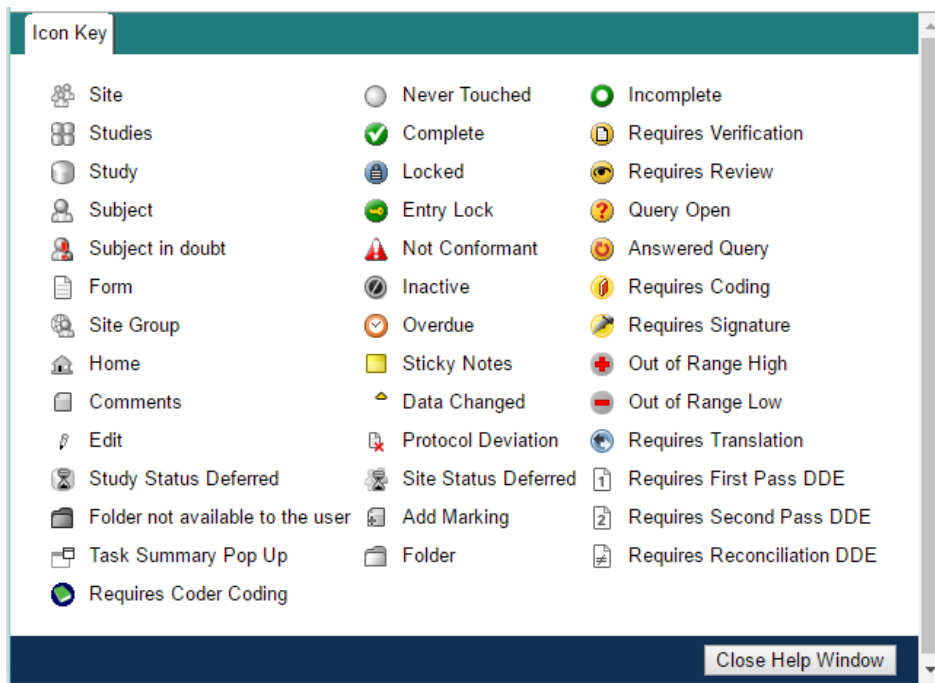 Icon Key
Site Never Touched Incomplete
Studies Complete Requires Verification
Study Locked Requires Review
Subject Entry Lock Query Open
Subject in doubt Not Conformant Answered Query
Form Inactive Requires Coding
Site Group Overdue Requires Signature
Home Sticky Notes Out of Range High
Comments Data Changed Out of Range Low
Edit Protocol Deviation Requires Translation
Study Status Deferred Site Status Deferred 1 Requires First Pass DDE
Folder not available to the user Add Marking 2 Requires Second Pass DDE
Task Summary Pop Up Folder ≠ Requires Reconciliation DDE
Requires Coder Coding
Close Help Window